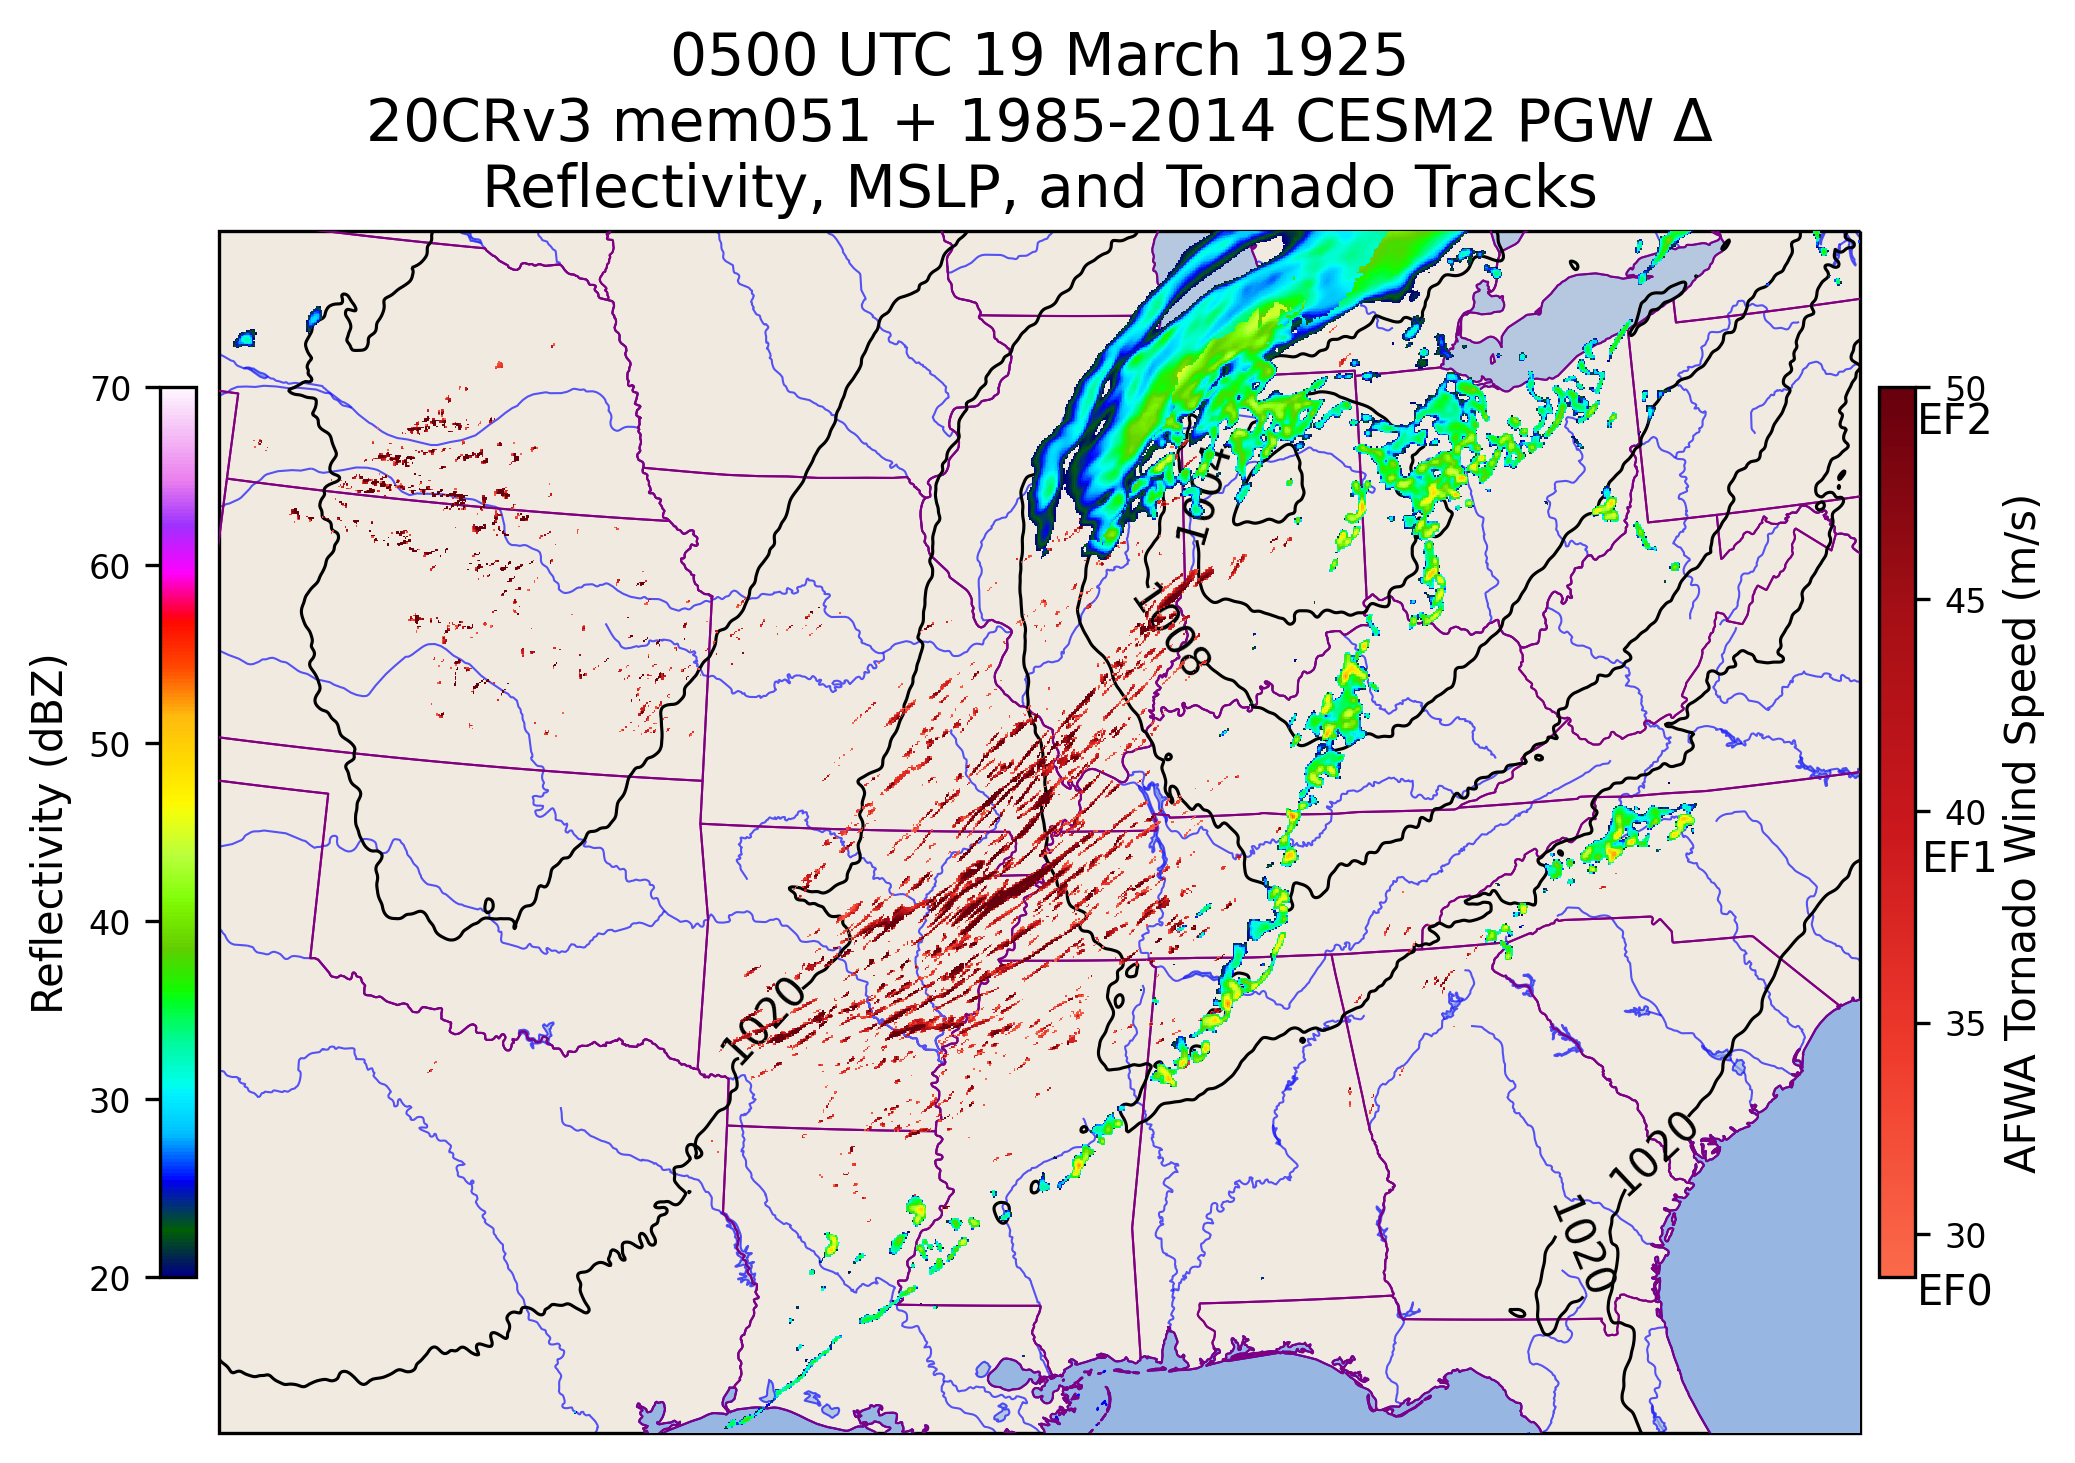 0500 UTC 19 March 1925
20CRv3 mem051 + 1985-2014 CESM2 PGW Δ
Reflectivity, MSLP, and Tornado Tracks
Reflectivity (dBZ)
70
60
50
40
30
20
1004
1008
1020
1020
1020
50
EF2
45
40
EF1
35
30
EF0
AFWA Tornado Wind Speed (m/s)